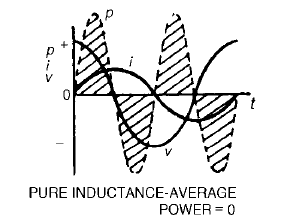 p
p +
i
i
v
0
t
−
v
PURE INDUCTANCE-AVERAGE
POWER = 0